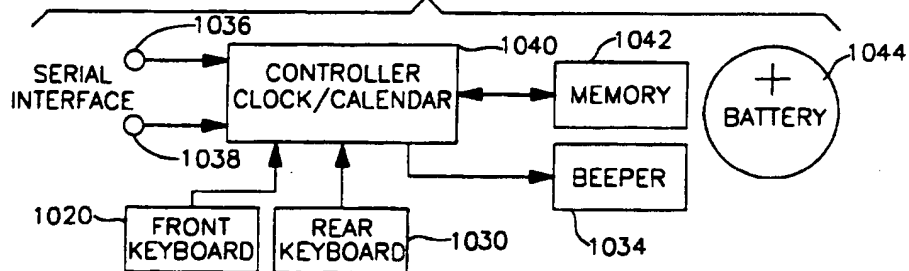 1036
1040
1042
1044
SERIAL
INTERFACE
CONTROLLER
CLOCK/CALENDAR
MEMORY
+
BATTERY
1038
BEEPER
1020
FRONT
KEYBOARD
REAR
KEYBOARD
1030
1034